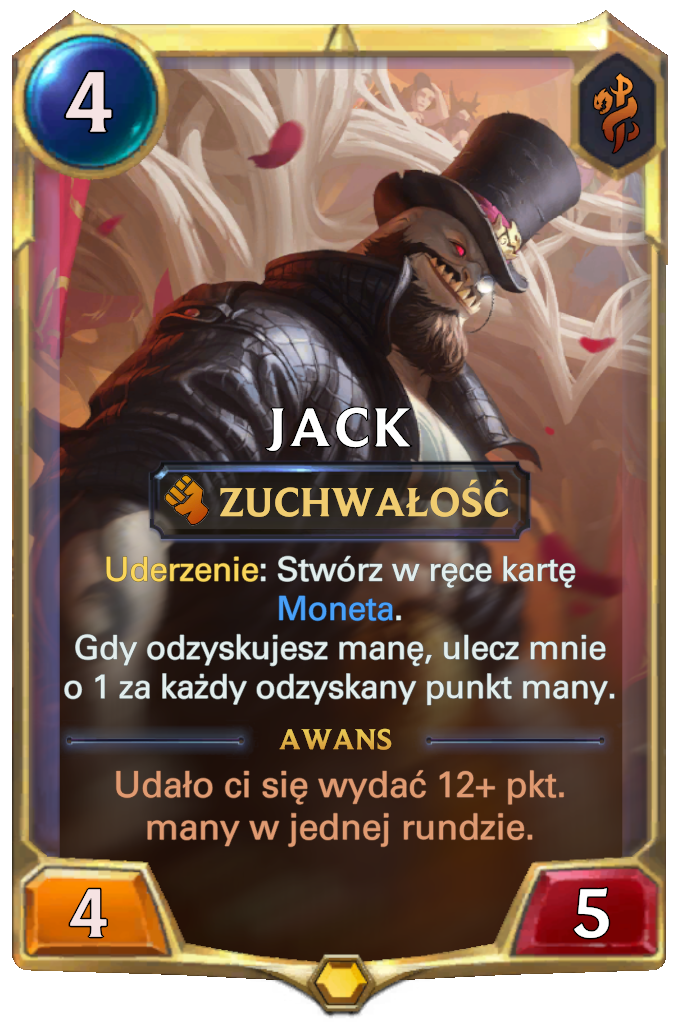 4
JACK
ZUCHWAŁOŚĆ
Uderzenie: Stwórz w ręce kartę
Moneta.
Gdy odzyskujesz manę, ulecz mnie
o 1 za każdy odzyskany punkt many.
AWANS
Udało ci się wydać 12+ pkt.
many w jednej rundzie.
4
5